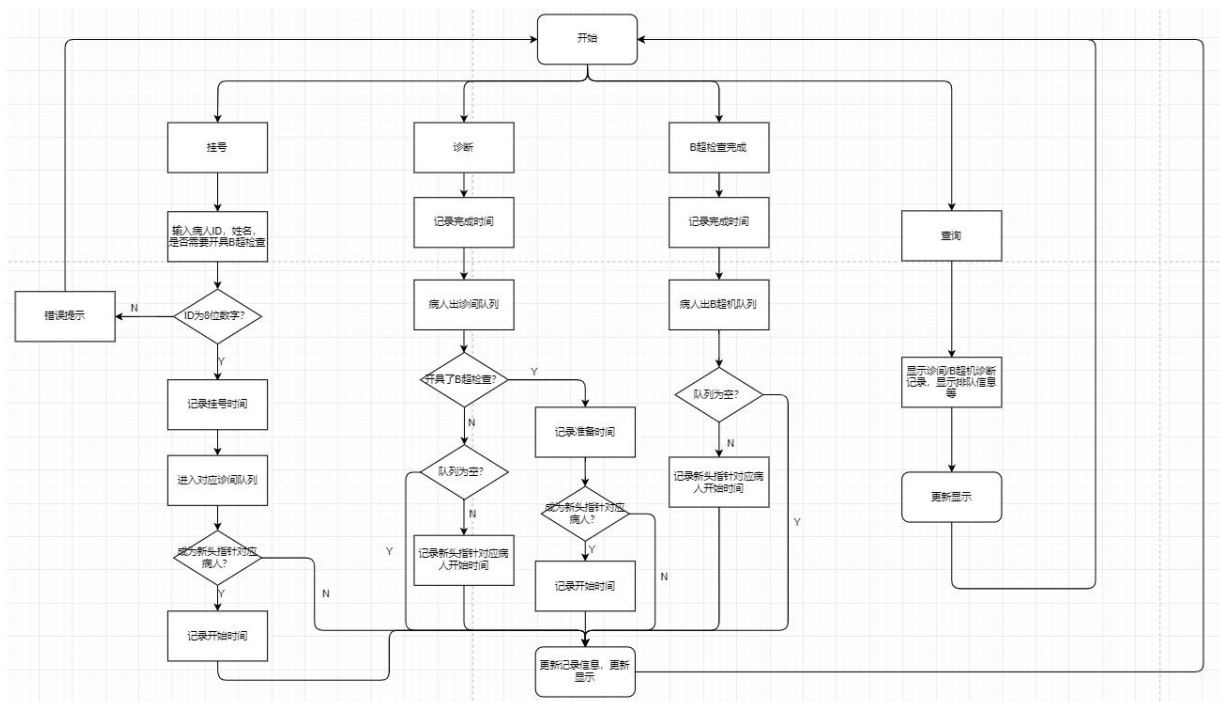 开始
挂号
输入病人ID，姓名，
是否需要开具B超检查
ID为8位数字？
N
错误提示
Y
记录挂号时间
进入对应诊间队列
成为新头指针对应
病人？
N
Y
记录开始时间
诊断
记录完成时间
病人出诊间队列
开具了B超检查？
Y
N
队列为空？
Y
N
记录新头指针对应病
人开始时间
记录准备时间
成为新头指针对应
病人？
N
Y
记录开始时间
B超检查完成
记录完成时间
病人出B超机队列
队列为空？
Y
N
记录新头指针对应病
人开始时间
更新记录信息，更新
显示
查询
显示诊间/B超机诊断
记录，显示排队信息
等
更新显示